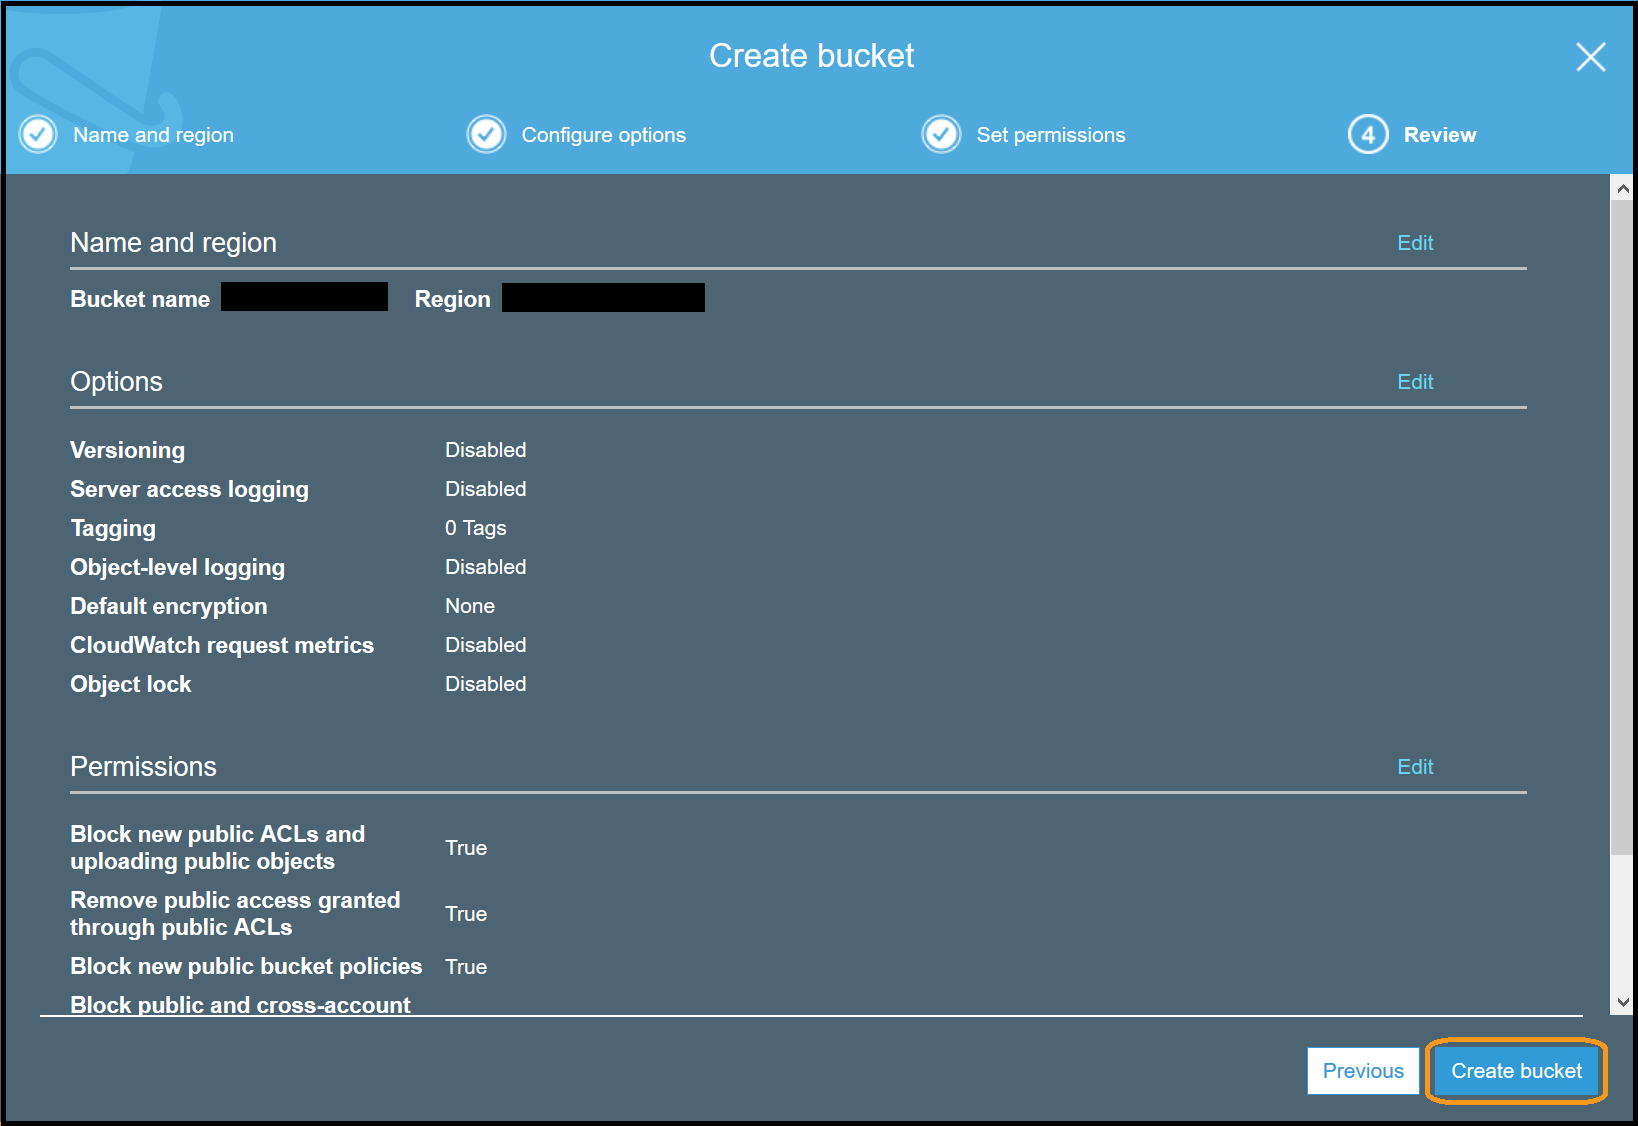 Create bucket
Name and region
Configure options
Set permissions
4 Review
Name and region Edit
Bucket name Region
Options Edit
Versioning Disabled
Server access logging Disabled
Tagging 0 Tags
Object-level logging Disabled
Default encryption None
CloudWatch request metrics Disabled
Object lock Disabled
Permissions Edit
Block new public ACLs and
uploading public objects True
Remove public access granted
through public ACLs True
Block new public bucket policies True
Block public and cross-account
Previous Create bucket